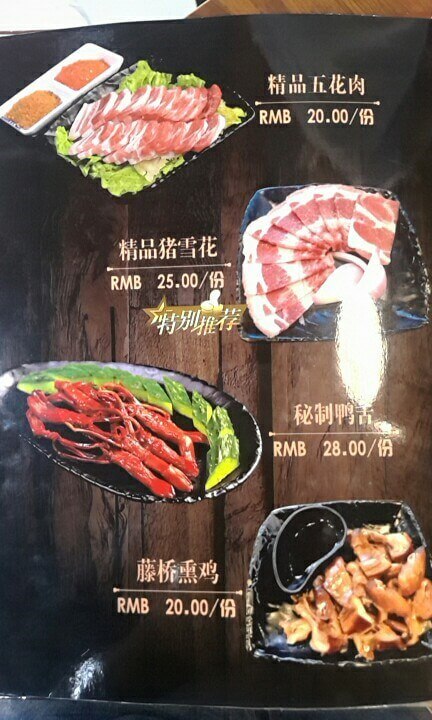 精品五花肉
RMB 20.00/份
精品猪雪花
RMB 25.00/份
特别推荐
秘制鸭舌
RMB 28.00/份
藤桥熏鸡
RMB 20.00/份